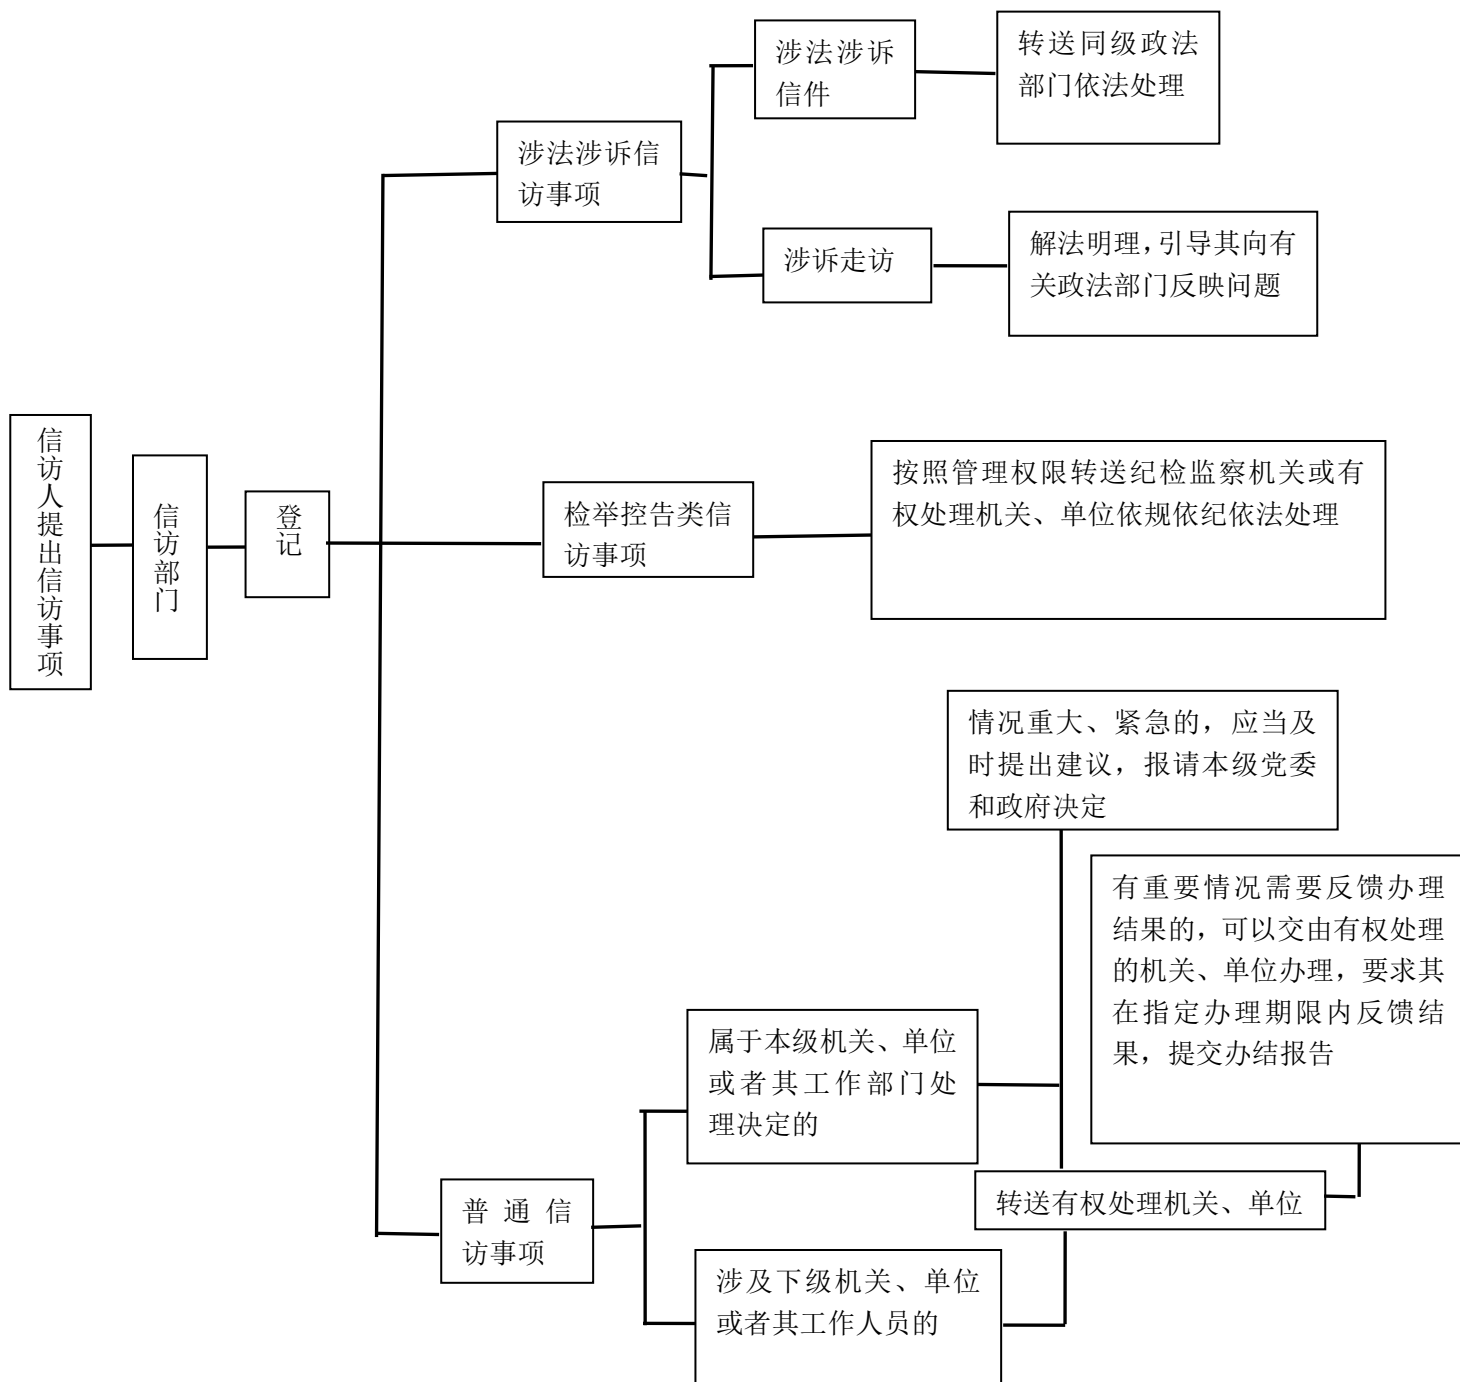 信访人提出信访事项
信访部门
登记
涉法涉诉信
访事项
涉法涉诉
信件
转送同级政法
部门依法处理
涉诉走访
解法明理，引导其向有
关政法部门反映问题
检举控告类信
访事项
按照管理权限转送纪检监察机关或有
权处理机关、单位依规依纪依法处理
普通信
访事项
属于本级机关、单位
或者其工作部门处
理决定的
涉及下级机关、单位
或者其工作人员的
情况重大、紧急的，应当及
时提出建议，报请本级党委
和政府决定
转送有权处理机关、单位
有重要情况需要反馈办理
结果的，可以交由有权处理
的机关、单位办理，要求其
在指定办理期限内反馈结
果，提交办结报告